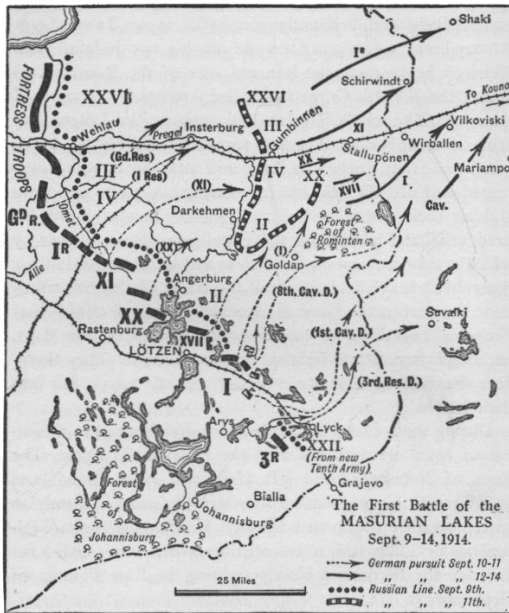 Shaki
Iᴿ
Schirwindt
FORTRESS
TROOPS
XXVI
XXVI
To Kovno
Wehlau
Pregel
Insterburg
III
Gumbinnen
XI
Vilkoviski
(Gd. Res)
Stallupönen
Wirballen
III
XX
(I Res)
IV
XX
Mariampol
IV
(XI)
XVII
Omet
Darkehmen
II
Cav.
Gᴰ R.
Forest
of
Rominten
Iᴿ
(XX)
(I)
Goldap
Alle
XI
Angerburg
(8th. Cav. D.)
II
XX
Suvalki
Rastenburg
XVII
(1st. Cav. D.)
LÖTZEN
I
(3rd. Res. D.)
Arys
Lyck
XXII
3ᴿ
(From new
Tenth Army)
Grajevo
Forest
of
Johannisburg
Johannisburg
Bialla
The First Battle of the
MASURIAN LAKES
Sept. 9-14, 1914.
25 Miles
German pursuit Sept. 10-11
„ „ „ 12-14
Russian Line. Sept. 9th.
„ „ „ 11th.